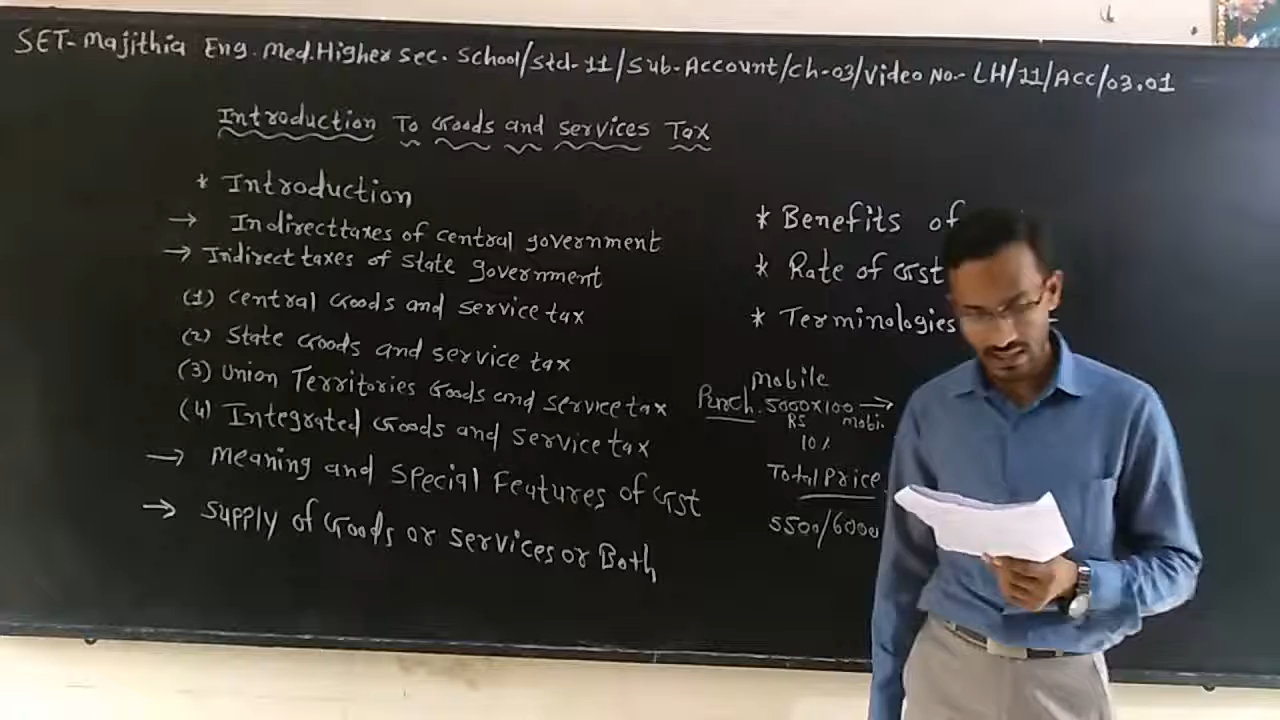 SET-Majithia Eng. Med. Higher Sec. School/Std-11/Sub-Account/Ch-03/Video No.- LH/11/ACC/03.01
Introduction To Goods and services Tax
* Introduction
→ Indirecttaxes of central government
→ Indirect taxes of State government
(1) Central Goods and service tax
(2) State Goods and service tax
(3) Union Territories Goods and service tax
(4) Integrated Goods and service tax
→ Meaning and special Features of Gst
→ Supply of Goods or services or Both
* Benefits of
* Rate of Gst
* Terminologies
Mobile
Purch. 5000x100 →
RS mobi.
10%
Total Price
5500/6000